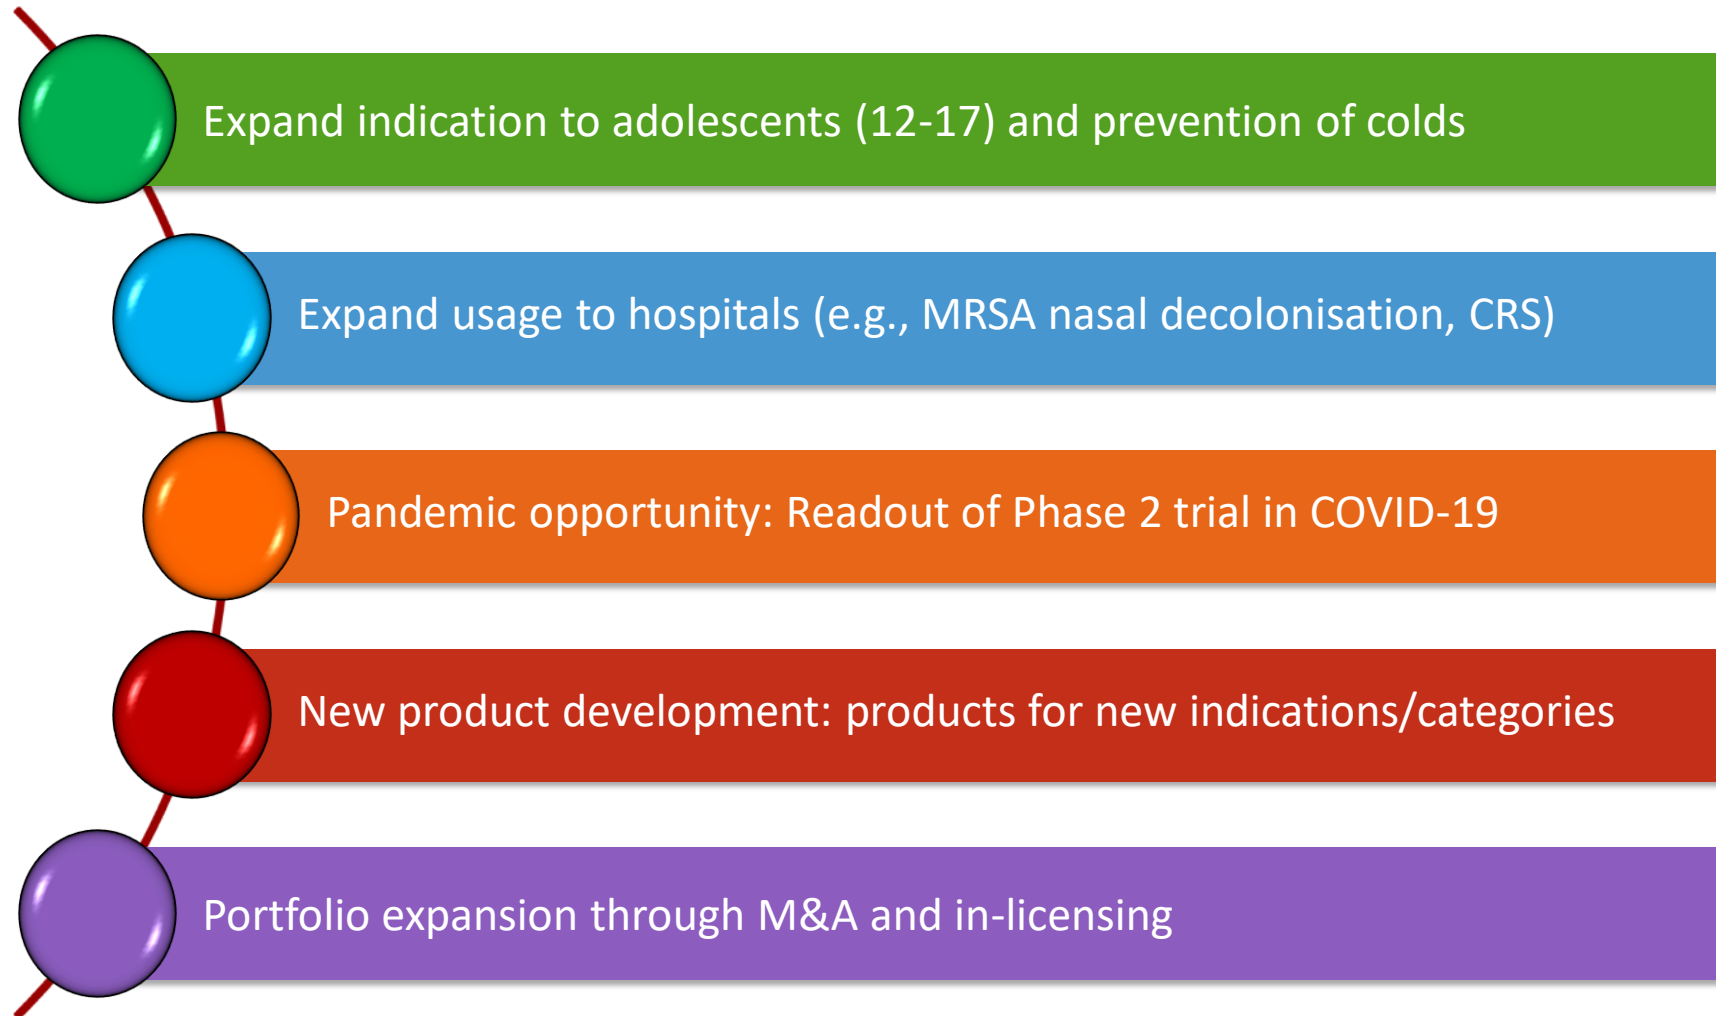 Expand indication to adolescents (12-17) and prevention of colds
Expand usage to hospitals (e.g., MRSA nasal decolonisation, CRS)
Pandemic opportunity: Readout of Phase 2 trial in COVID-19
New product development: products for new indications/categories
Portfolio expansion through M&A and in-licensing